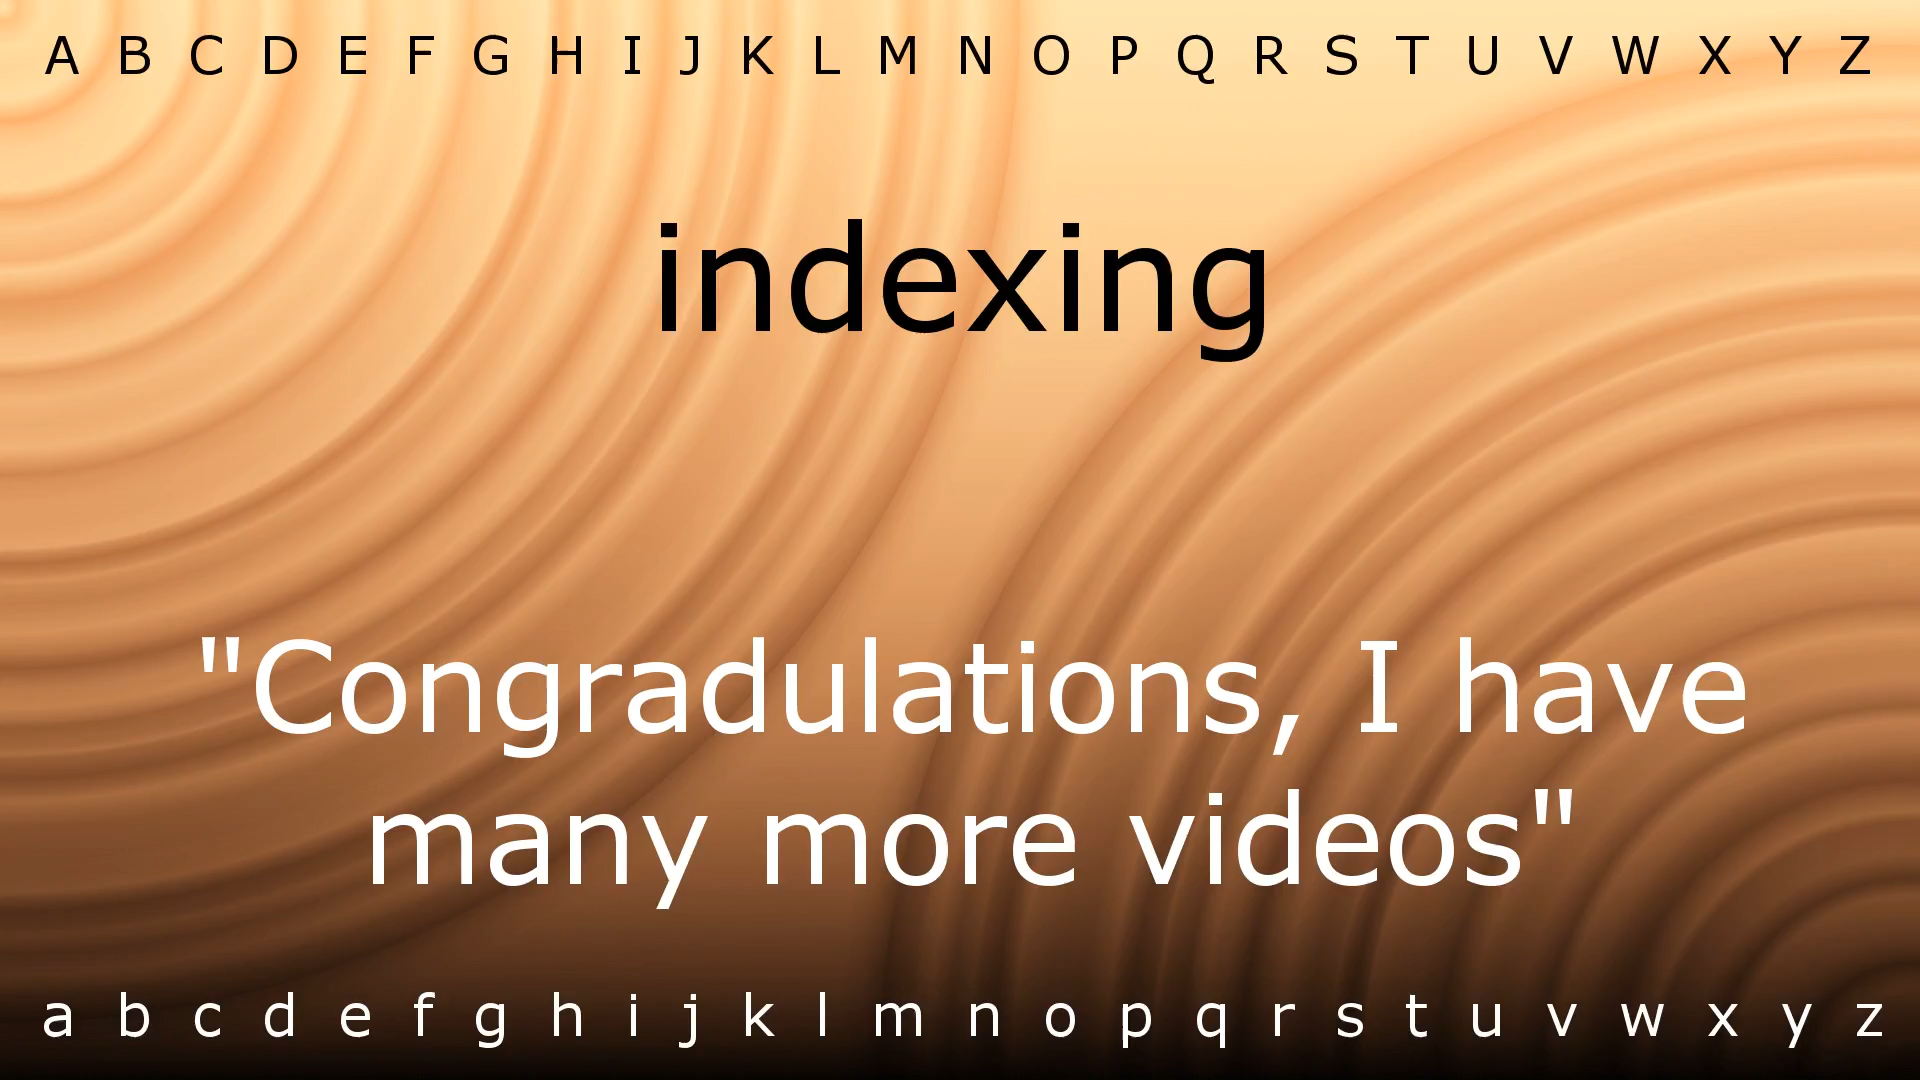 A B C D E F G H I J K L M N O P Q R S T U V W X Y Z
indexing
"Congradulations, I have
many more videos"
a b c d e f g h i j k l m n o p q r s t u v w x y z